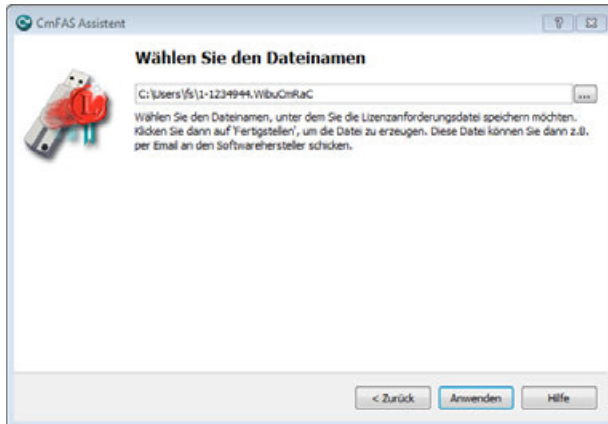 CmFAS Assistent
Wählen Sie den Dateinamen
C:\Users\fs\1-1234944.WibuCmRaC
...
Wählen Sie den Dateinamen, unter dem Sie die Lizenzanforderungsdatei speichern möchten.
Klicken Sie dann auf 'Fertigstellen', um die Datei zu erzeugen. Diese Datei können Sie dann z.B.
per Email an den Softwarehersteller schicken.
< Zurück Anwenden Hilfe